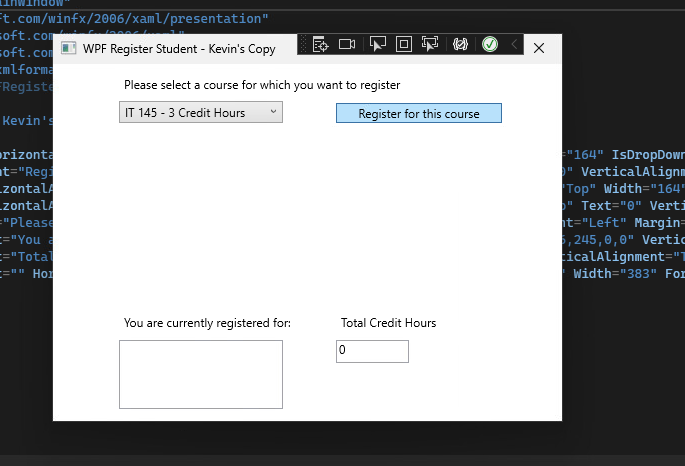 ainWindow"
ft.com/winfx/2006/xaml/presentation"
soft.com/winfx/2006/xaml"
soft.com
WPF Register Student - Kevin's Copy
xmlforma
FRegiste
Please select a course for which you want to register
Kevin's
IT 145 - 3 Credit Hours
Register for this course
orizonta ="164" IsDropDown
nt="Regi 0" VerticalAlignm
izontalA "Top" Width="164"
izontalA Text="0" Verti
="Please nt="Left" Margin=
t="You a 5,245,0,0" Vertic
t="Total ticalAlignment="T
t="" Hor " Width="383" For
You are currently registered for:
Total Credit Hours
0